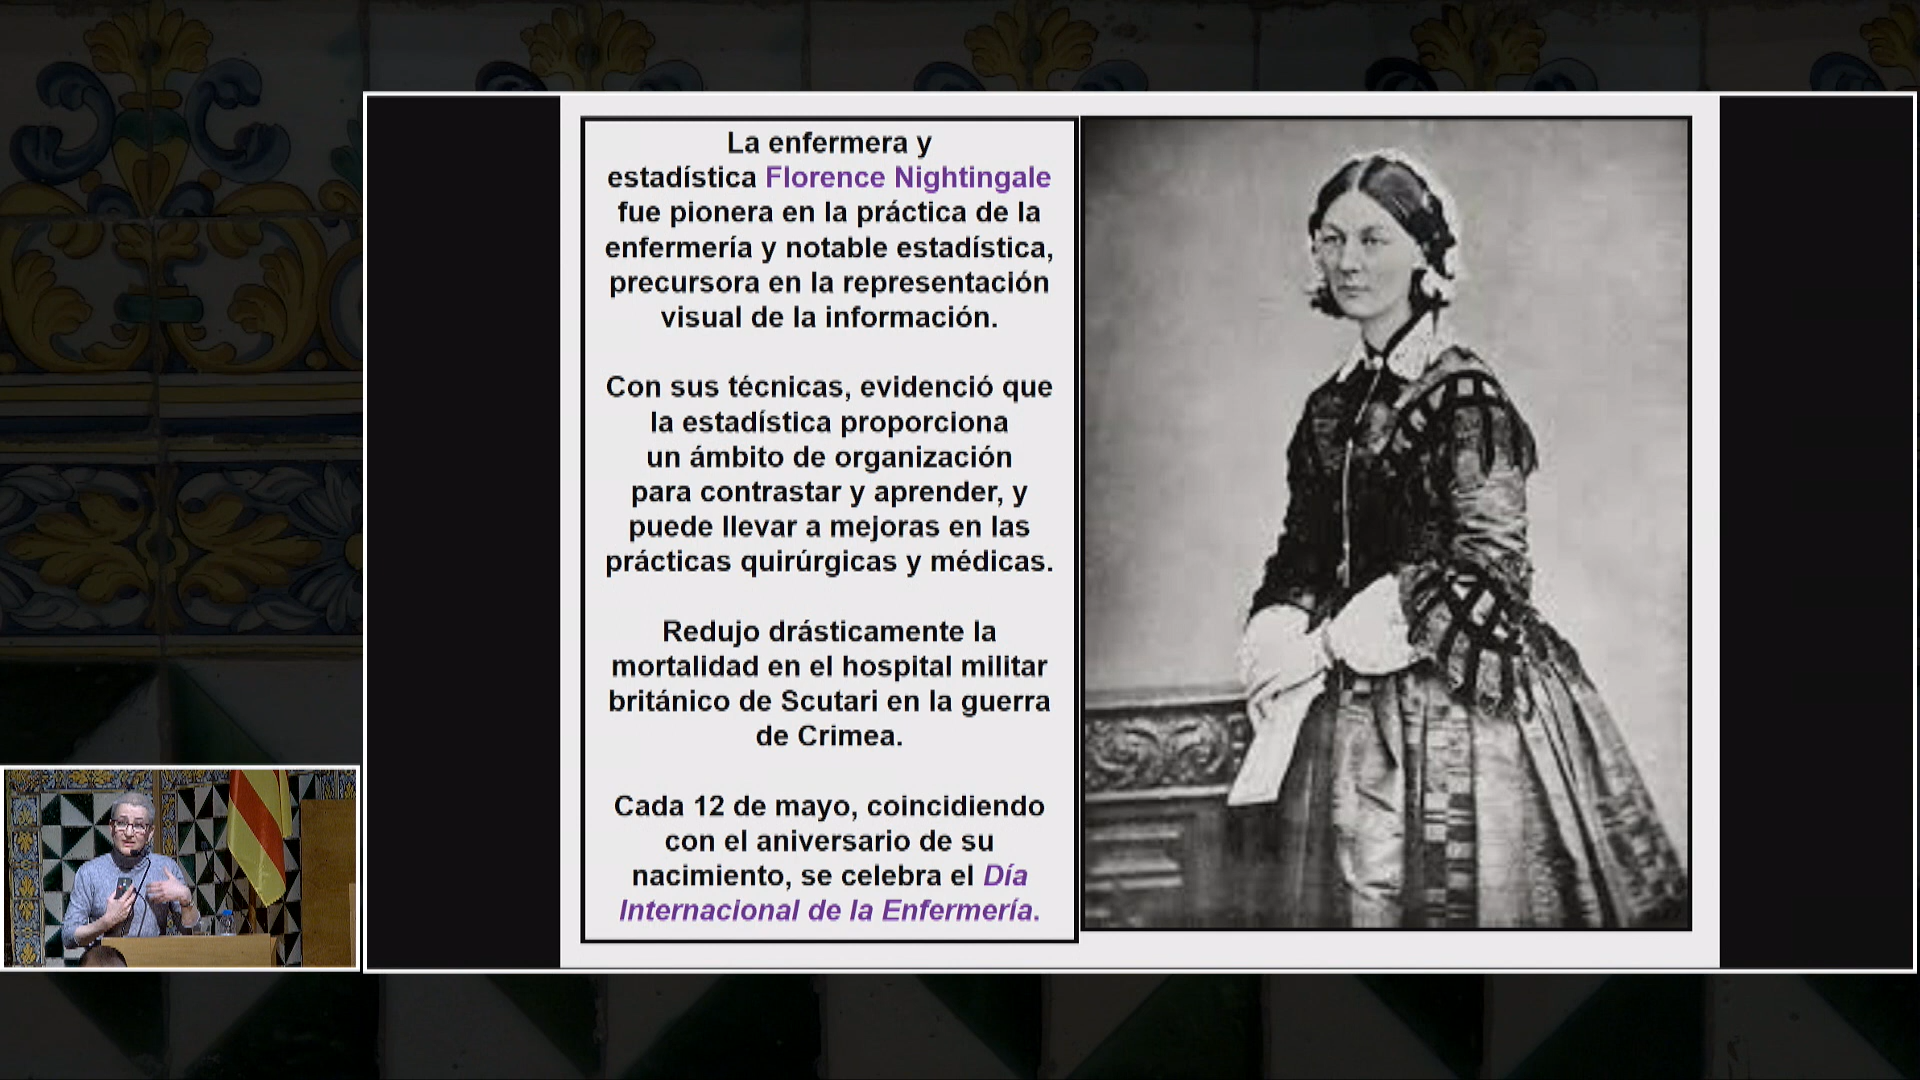 La enfermera y
estadística Florence Nightingale
fue pionera en la práctica de la
enfermería y notable estadística,
precursora en la representación
visual de la información.
Con sus técnicas, evidenció que
la estadística proporciona
un ámbito de organización
para contrastar y aprender, y
puede llevar a mejoras en las
prácticas quirúrgicas y médicas.
Redujo drásticamente la
mortalidad en el hospital militar
británico de Scutari en la guerra
de Crimea.
Cada 12 de mayo, coincidiendo
con el aniversario de su
nacimiento, se celebra el Día
Internacional de la Enfermería.